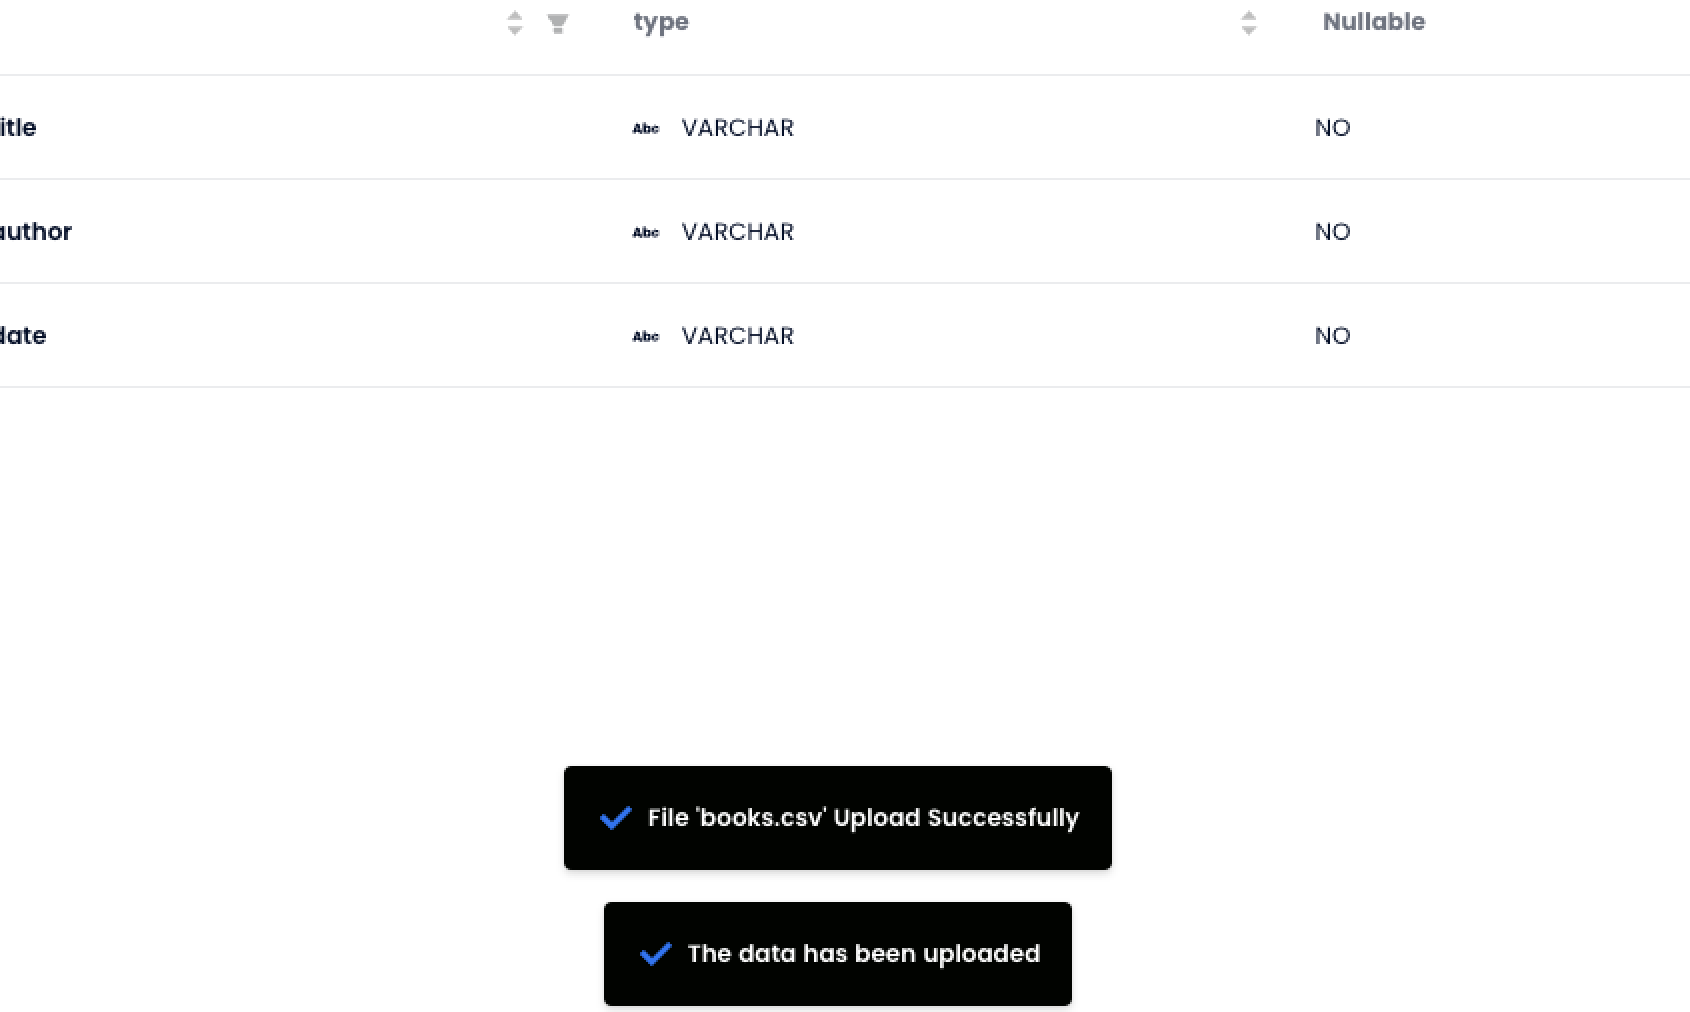 type Nullable
itle Abc VARCHAR NO
author Abc VARCHAR NO
date Abc VARCHAR NO
File 'books.csv' Upload Successfully
The data has been uploaded